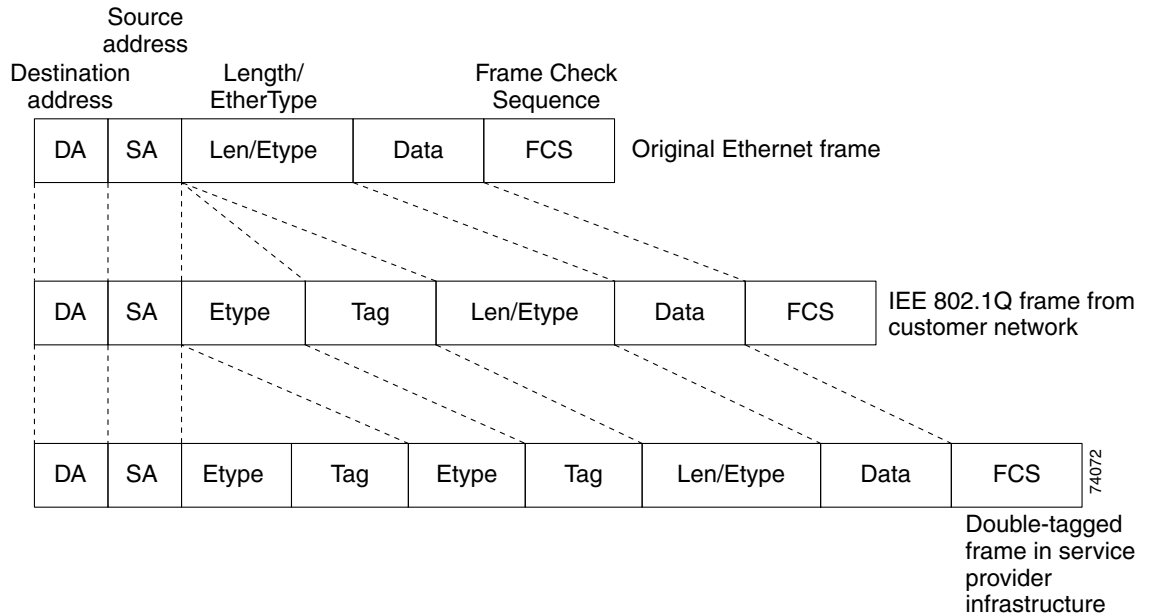 Source
address
Destination
address
Length/
EtherType
Frame Check
Sequence
DA SA Len/Etype Data FCS Original Ethernet frame
DA SA Etype Tag Len/Etype Data FCS IEE 802.1Q frame from
customer network
DA SA Etype Tag Etype Tag Len/Etype Data FCS 74072
Double-tagged
frame in service
provider
infrastructure